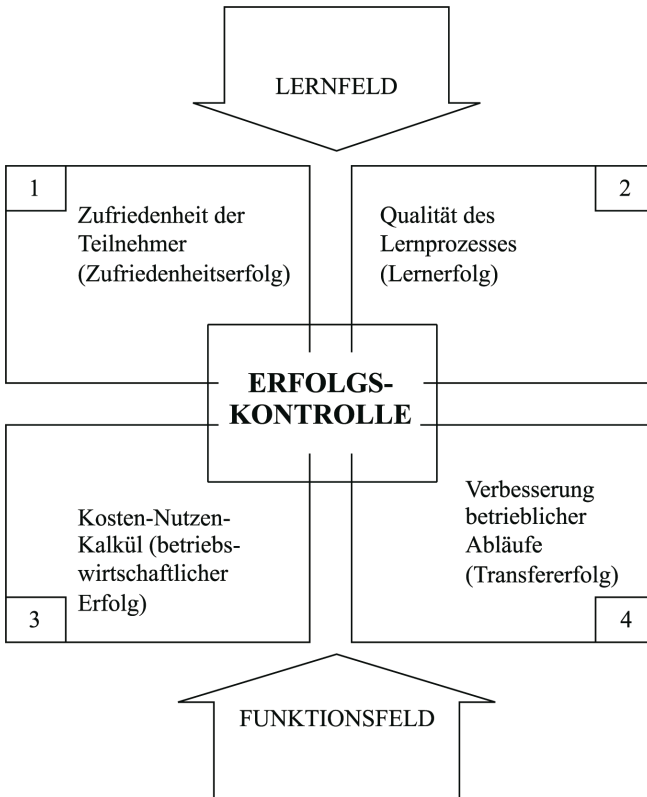 LERNFELD
1
Zufriedenheit der
Teilnehmer
(Zufriedenheitserfolg)
2
Qualität des
Lernprozesses
(Lernerfolg)
ERFOLGS-
KONTROLLE
3
Kosten-Nutzen-
Kalkül (betriebs-
wirtschaftlicher
Erfolg)
4
Verbesserung
betrieblicher
Abläufe
(Transfererfolg)
FUNKTIONSFELD